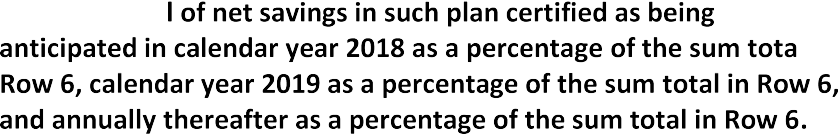 l of net savings in such plan certified as being
anticipated in calendar year 2018 as a percentage of the sum tota
Row 6, calendar year 2019 as a percentage of the sum total in Row 6,
and annually thereafter as a percentage of the sum total in Row 6.